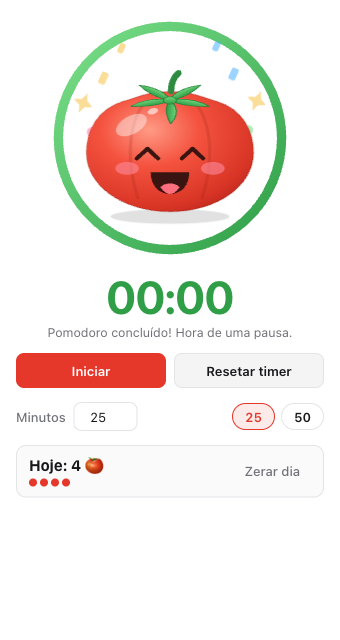 00:00
Pomodoro concluído! Hora de uma pausa.
Iniciar
Resetar timer
Minutos 25 25 50
Hoje: 4 🍅
Zerar dia